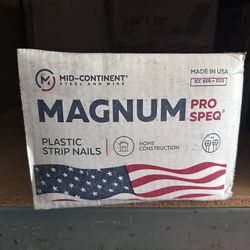 MID-CONTINENT®
STEEL AND WIRE
MADE IN USA
MAGNUM PRO SPEQ®
PLASTIC
STRIP NAILS
HOME
CONSTRUCTION